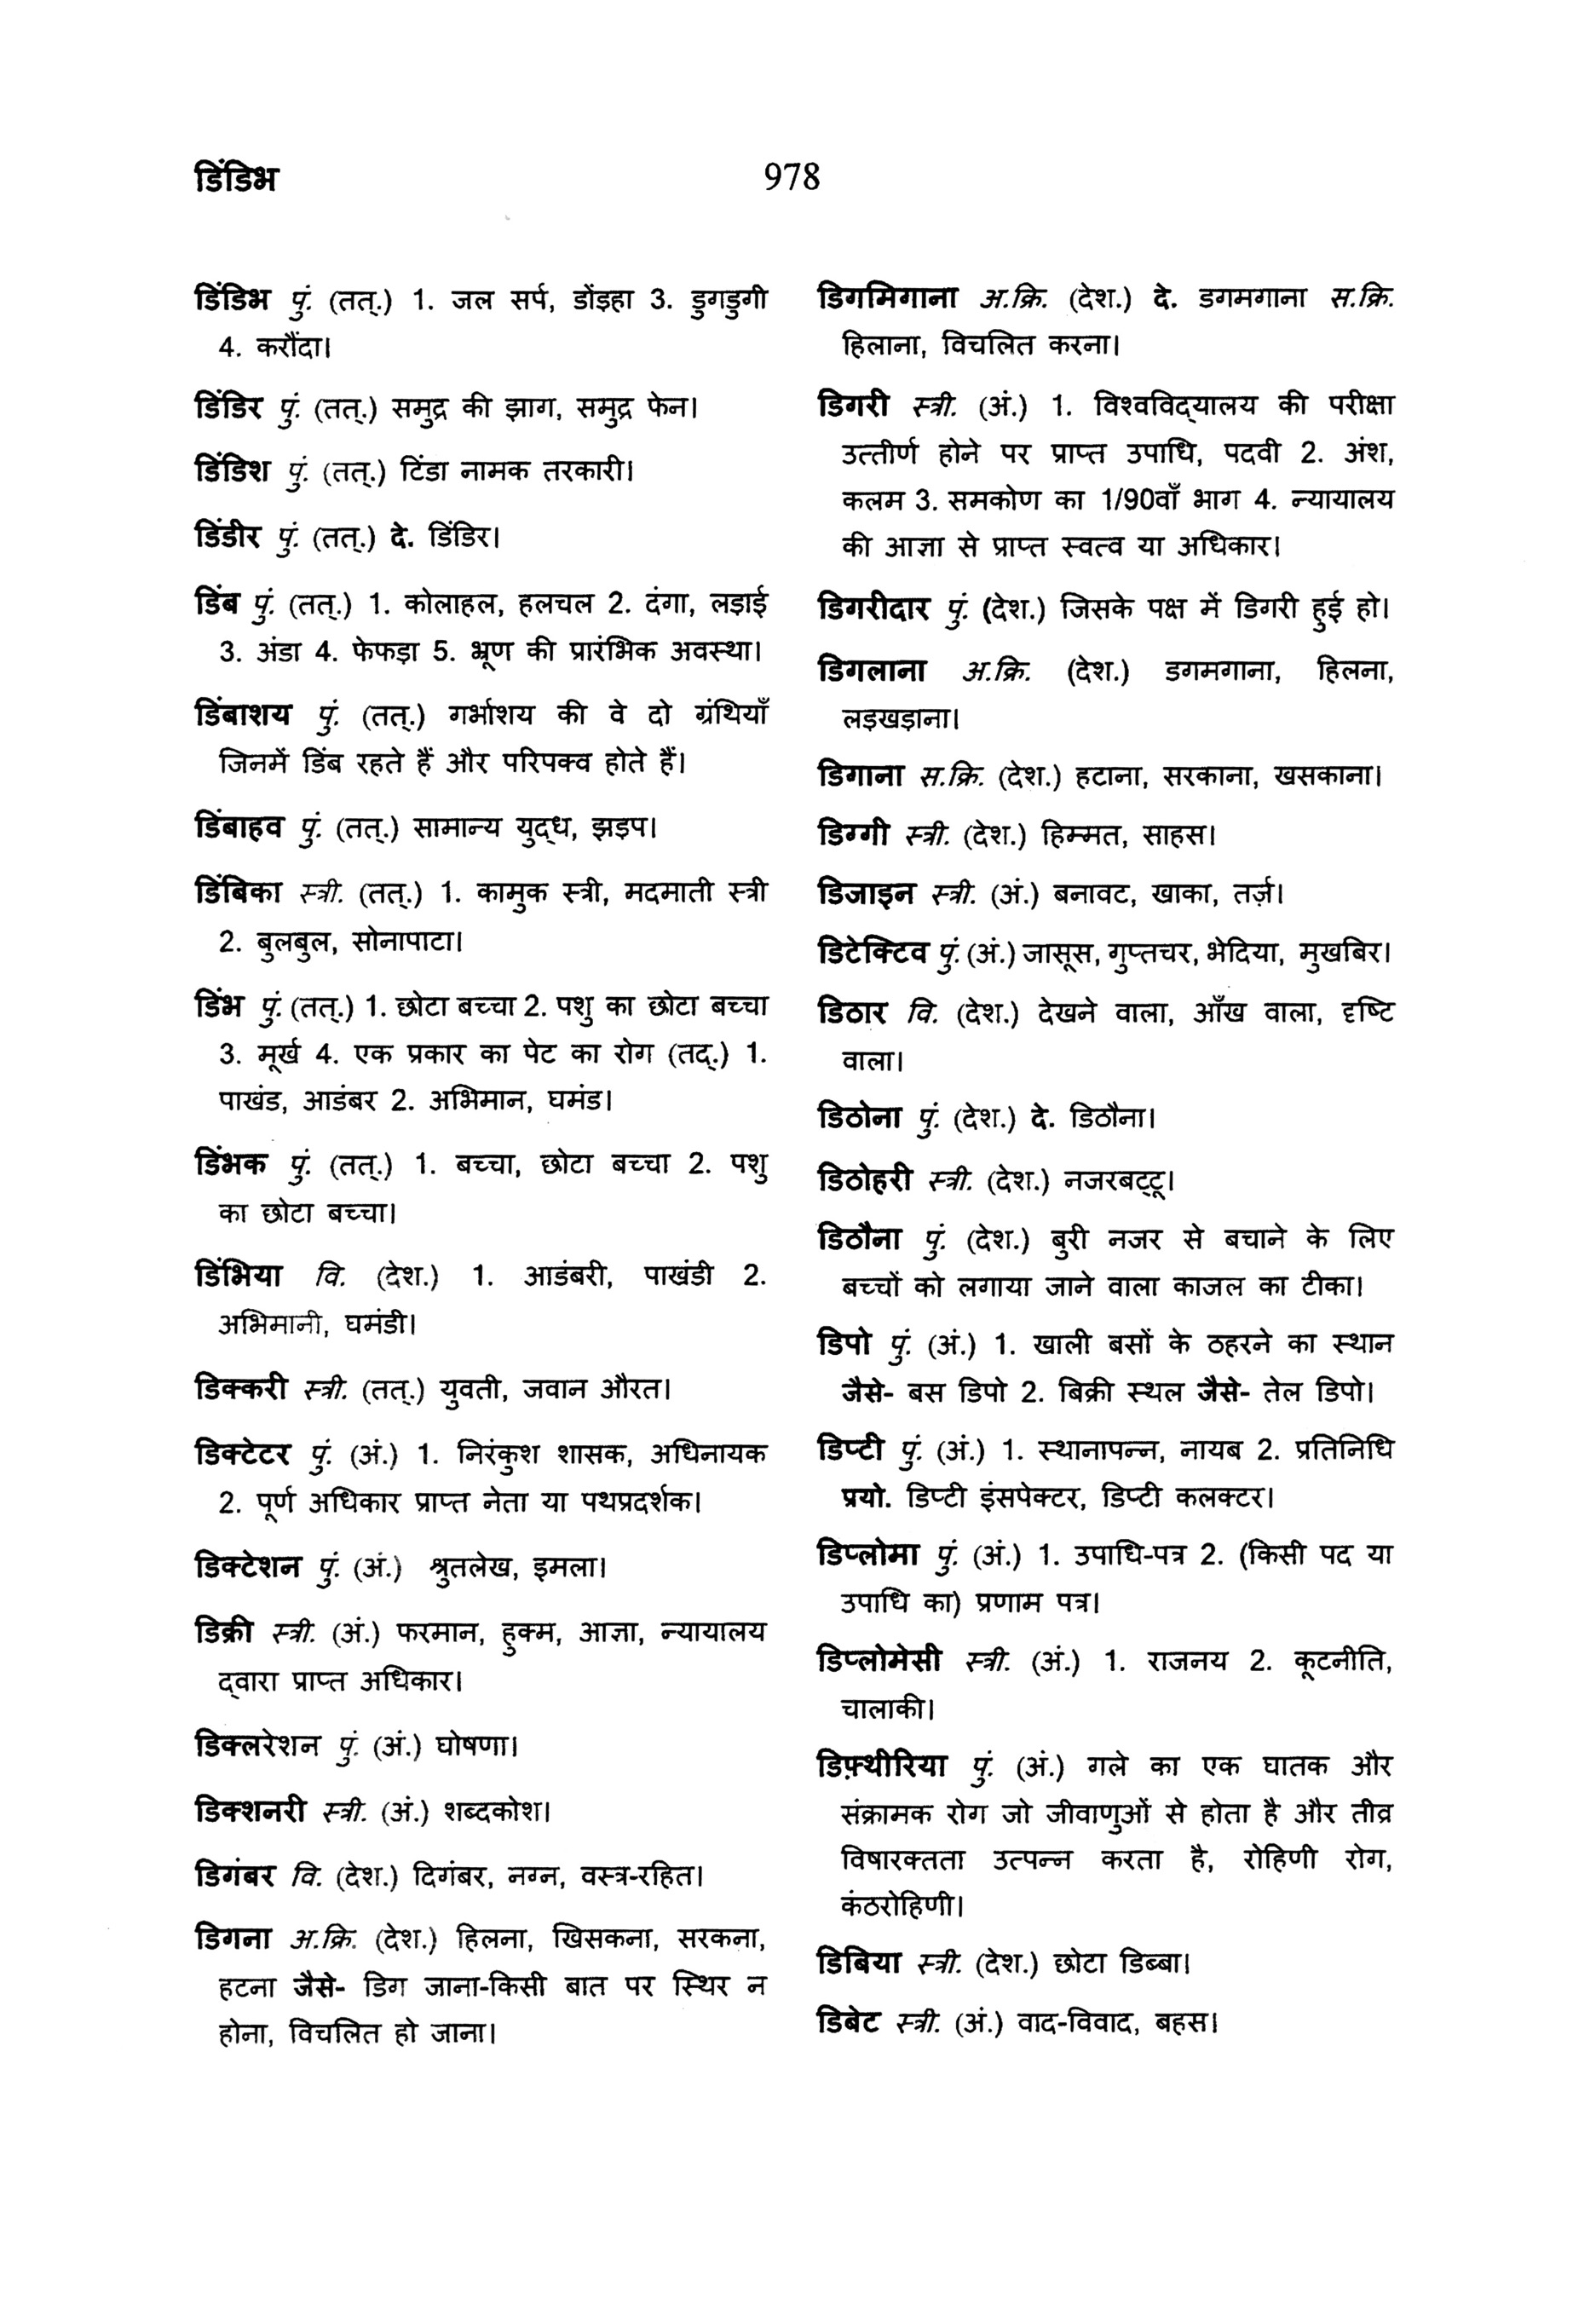 डिंडिभ
978
डिंडिभ पुं. (तत्.) 1. जल सर्प, डोंड़हा 3. डुगडुगी
4. करौंदा।
डिंडिर पुं. (तत्.) समुद्र की झाग, समुद्र फेन।
डिंडिश पुं. (तत्.) टिंडा नामक तरकारी।
डिंडीर पुं. (तत्.) दे. डिंडिर।
डिंब पुं. (तत्.) 1. कोलाहल, हलचल 2. दंगा, लड़ाई
3. अंडा 4. फेफड़ा 5. भ्रूण की प्रारंभिक अवस्था।
डिंबाशय पुं. (तत्.) गर्भाशय की वे दो ग्रंथियाँ
जिनमें डिंब रहते हैं और परिपक्व होते हैं।
डिंबाहव पुं. (तत्.) सामान्य युद्ध, झड़प।
डिंबिका स्त्री. (तत्.) 1. कामुक स्त्री, मदमाती स्त्री
2. बुलबुल, सोनापाटा।
डिंभ पुं. (तत्.) 1. छोटा बच्चा 2. पशु का छोटा बच्चा
3. मूर्ख 4. एक प्रकार का पेट का रोग (तद्.) 1.
पाखंड, आडंबर 2. अभिमान, घमंड।
डिंभक पुं. (तत्.) 1. बच्चा, छोटा बच्चा 2. पशु
का छोटा बच्चा।
डिंभिया वि. (देश.) 1. आडंबरी, पाखंडी 2.
अभिमानी, घमंडी।
डिक्करी स्त्री. (तत्.) युवती, जवान औरत।
डिक्टेटर पुं. (अं.) 1. निरंकुश शासक, अधिनायक
2. पूर्ण अधिकार प्राप्त नेता या पथप्रदर्शक।
डिक्टेशन पुं. (अं.) श्रुतलेख, इमला।
डिक्री स्त्री. (अं.) फरमान, हुक्म, आज्ञा, न्यायालय
द्वारा प्राप्त अधिकार।
डिक्लरेशन पुं. (अं.) घोषणा।
डिक्शनरी स्त्री. (अं.) शब्दकोश।
डिगंबर वि. (देश.) दिगंबर, नग्न, वस्त्र-रहित।
डिगना अ.क्रि. (देश.) हिलना, खिसकना, सरकना,
हटना जैसे- डिग जाना-किसी बात पर स्थिर न
होना, विचलित हो जाना।
डिगमिगाना अ.क्रि. (देश.) दे. डगमगाना स.क्रि.
हिलाना, विचलित करना।
डिगरी स्त्री. (अं.) 1. विश्वविद्यालय की परीक्षा
उत्तीर्ण होने पर प्राप्त उपाधि, पदवी 2. अंश,
कलम 3. समकोण का 1/90वाँ भाग 4. न्यायालय
की आज्ञा से प्राप्त स्वत्व या अधिकार।
डिगरीदार पुं. (देश.) जिसके पक्ष में डिगरी हुई हो।
डिगलाना अ.क्रि. (देश.) डगमगाना, हिलना,
लड़खड़ाना।
डिगाना स.क्रि. (देश.) हटाना, सरकाना, खसकाना।
डिग्गी स्त्री. (देश.) हिम्मत, साहस।
डिजाइन स्त्री. (अं.) बनावट, खाका, तर्ज़।
डिटेक्टिव पुं. (अं.) जासूस, गुप्तचर, भेदिया, मुखबिर।
डिठार वि. (देश.) देखने वाला, आँख वाला, दृष्टि
वाला।
डिठोना पुं. (देश.) दे. डिठौना।
डिठोहरी स्त्री. (देश.) नजरबट्टू।
डिठौना पुं. (देश.) बुरी नजर से बचाने के लिए
बच्चों को लगाया जाने वाला काजल का टीका।
डिपो पुं. (अं.) 1. खाली बसों के ठहरने का स्थान
जैसे- बस डिपो 2. बिक्री स्थल जैसे- तेल डिपो।
डिप्टी पुं. (अं.) 1. स्थानापन्न, नायब 2. प्रतिनिधि
प्रयो. डिप्टी इंसपेक्टर, डिप्टी कलक्टर।
डिप्लोमा पुं. (अं.) 1. उपाधि-पत्र 2. (किसी पद या
उपाधि का) प्रणाम पत्र।
डिप्लोमेसी स्त्री. (अं.) 1. राजनय 2. कूटनीति,
चालाकी।
डिफ़्थीरिया पुं. (अं.) गले का एक घातक और
संक्रामक रोग जो जीवाणुओं से होता है और तीव्र
विषारक्तता उत्पन्न करता है, रोहिणी रोग,
कंठरोहिणी।
डिबिया स्त्री. (देश.) छोटा डिब्बा।
डिबेट स्त्री. (अं.) वाद-विवाद, बहस।